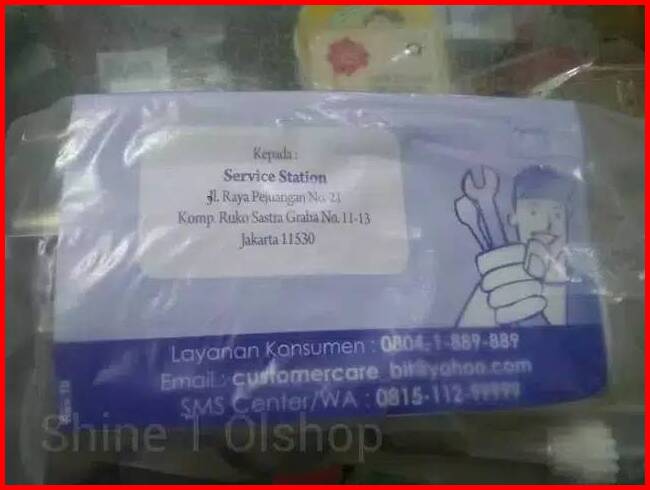 Kepada :
Service Station
Jl. Raya Pejuangan No. 21
Komp. Ruko Sastra Graha No. 11-13
Jakarta 11530
Layanan Konsumen : 0804-1-889-889
Email : customercare_bit@yahoo.com
SMS Center/WA : 0815-112-99999
Shine 1 Olshop